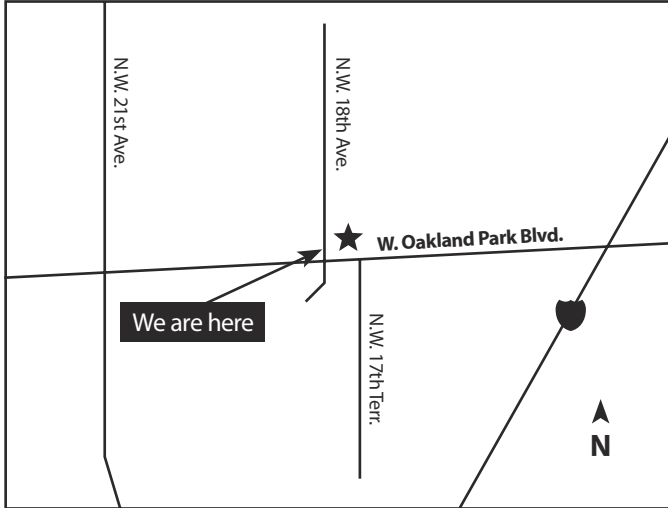 N.W. 21st Ave.
N.W. 18th Ave.
W. Oakland Park Blvd.
We are here
N.W. 17th Terr.
N